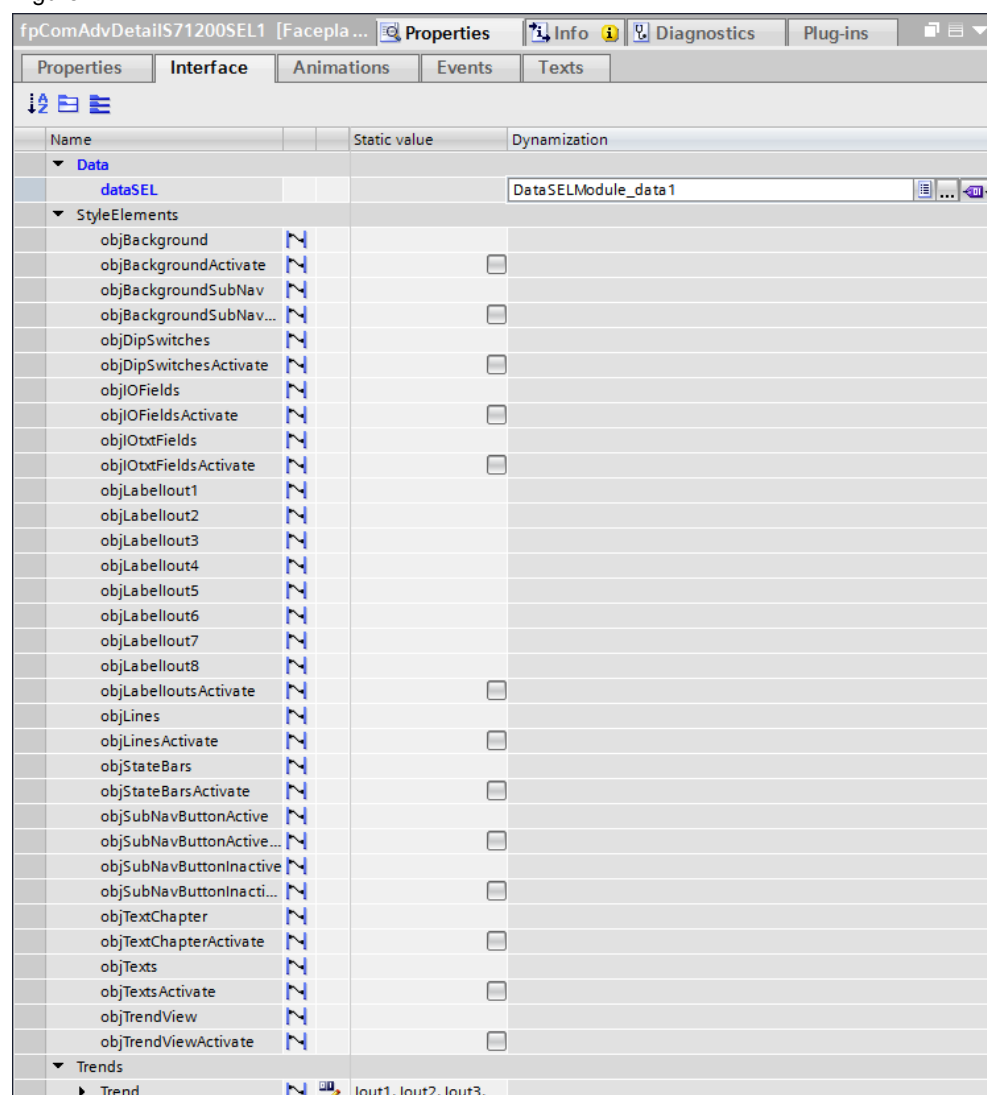 fpComAdvDetailS71200SEL1 [Facepla... Properties Info Diagnostics Plug-ins
Properties Interface Animations Events Texts
Name Static value Dynamization
Data
dataSEL DataSELModule_data1
StyleElements
objBackground
objBackgroundActivate
objBackgroundSubNav
objBackgroundSubNav...
objDipSwitches
objDipSwitchesActivate
objIOFields
objIOFieldsActivate
objIOtxtFields
objIOtxtFieldsActivate
objLabelIout1
objLabelIout2
objLabelIout3
objLabelIout4
objLabelIout5
objLabelIout6
objLabelIout7
objLabelIout8
objLabelIoutsActivate
objLines
objLinesActivate
objStateBars
objStateBarsActivate
objSubNavButtonActive
objSubNavButtonActive...
objSubNavButtonInactive
objSubNavButtonInacti...
objTextChapter
objTextChapterActivate
objTexts
objTextsActivate
objTrendView
objTrendViewActivate
Trends
Trend Iout1, Iout2, Iout3,